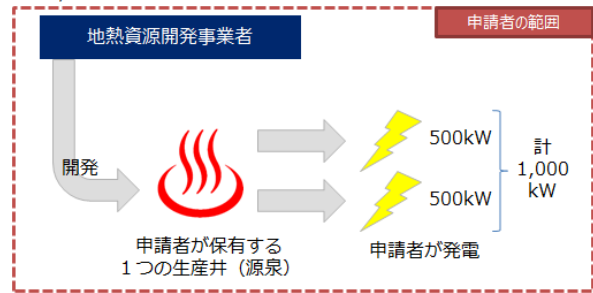 申請者の範囲
地熱資源開発事業者
開発
500kW
500kW
計
1,000
kW
申請者が保有する
１つの生産井（源泉）
申請者が発電